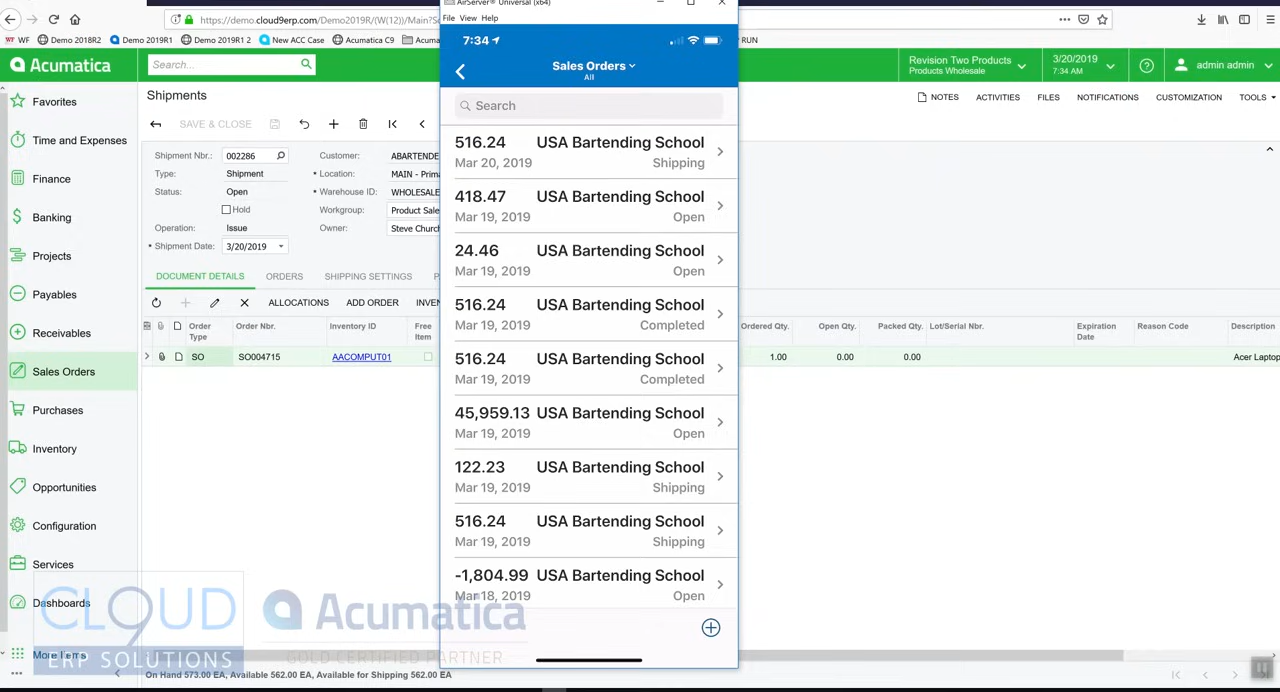 AirServer® Universal (x64)
https://demo.cloud9erp.com/Demo2019R/(W(12))/Main?S
File View Help
WF
Demo 2018R2
Demo 2019R1
Demo 2019R1 2
New ACC Case
Acumatica C9
Acuma
RUN
Acumatica
Search...
Revision Two Products
Products Wholesale
3/20/2019
7:34 AM
admin admin
Favorites
Time and Expenses
Finance
Banking
Projects
Payables
Receivables
Sales Orders
Purchases
Inventory
Opportunities
Configuration
Services
Dashboards
More Items
Shipments
NOTES
ACTIVITIES
FILES
NOTIFICATIONS
CUSTOMIZATION
TOOLS
SAVE & CLOSE
Shipment Nbr.: 002286
Customer: ABARTENDE
Type: Shipment
Location: MAIN - Prima
Status: Open
Warehouse ID: WHOLESALE
Hold
Workgroup: Product Sale
Operation: Issue
Owner: Steve Church
Shipment Date: 3/20/2019
DOCUMENT DETAILS
ORDERS
SHIPPING SETTINGS
P
ALLOCATIONS
ADD ORDER
INVEN
Order Type
Order Nbr.
Inventory ID
Free Item
Ordered Qty.
Open Qty.
Packed Qty.
Lot/Serial Nbr.
Expiration Date
Reason Code
Description
SO
SO004715
AACOMPUT01
1.00
0.00
0.00
Acer Laptop
7:34
Sales Orders
All
Search
516.24 USA Bartending School
Mar 20, 2019 Shipping
418.47 USA Bartending School
Mar 19, 2019 Open
24.46 USA Bartending School
Mar 19, 2019 Open
516.24 USA Bartending School
Mar 19, 2019 Completed
516.24 USA Bartending School
Mar 19, 2019 Completed
45,959.13 USA Bartending School
Mar 19, 2019 Open
122.23 USA Bartending School
Mar 19, 2019 Shipping
516.24 USA Bartending School
Mar 19, 2019 Shipping
-1,804.99 USA Bartending School
Mar 18, 2019 Open
CLOUD 9
ERP SOLUTIONS
Acumatica
GOLD CERTIFIED PARTNER
On Hand 573.00 EA, Available 562.00 EA, Available for Shipping 562.00 EA